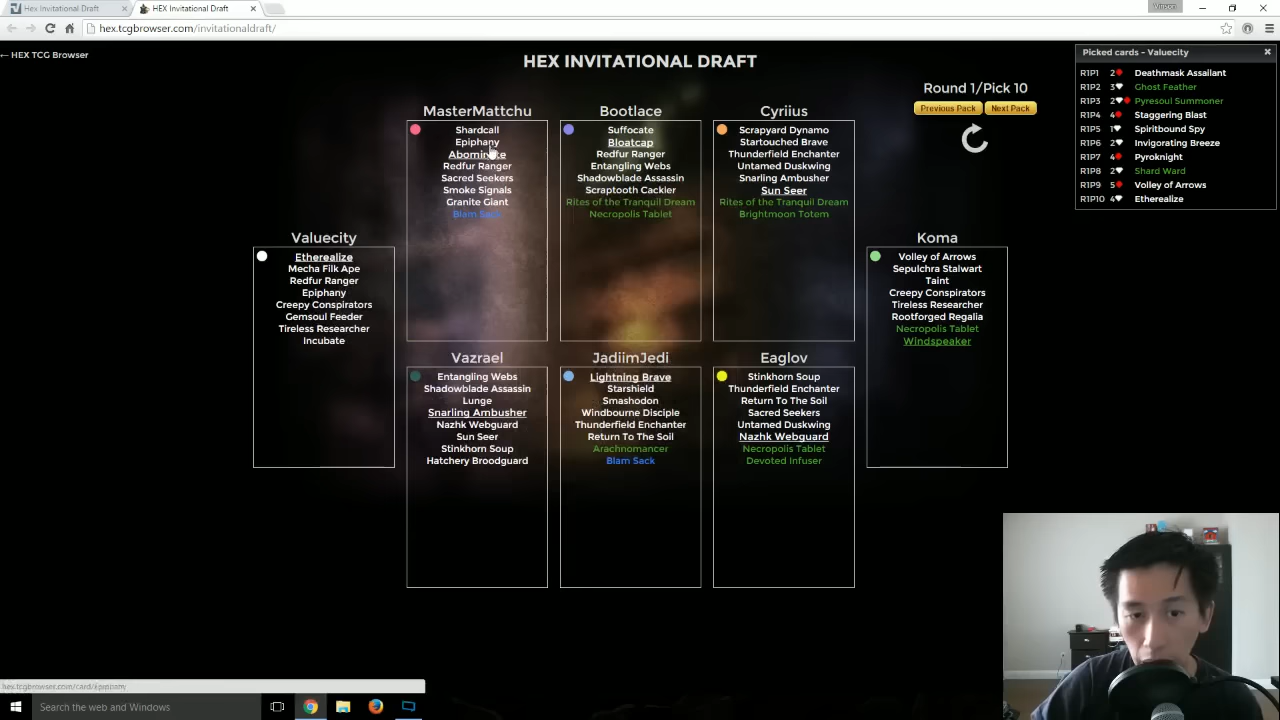 Hex Invitational Draft
HEX Invitational Draft
Vinson
hex.tcgbrowser.com/invitationaldraft/
← HEX TCG Browser
HEX INVITATIONAL DRAFT
Round 1/Pick 10
Previous Pack
Next Pack
Picked cards - Valuecity
R1P1 2 Deathmask Assailant
R1P2 3 Ghost Feather
R1P3 2 Pyresoul Summoner
R1P4 4 Staggering Blast
R1P5 1 Spiritbound Spy
R1P6 2 Invigorating Breeze
R1P7 4 Pyroknight
R1P8 2 Shard Ward
R1P9 5 Volley of Arrows
R1P10 4 Etherealize
MasterMattchu
Shardcall
Epiphany
Abominate
Redfur Ranger
Sacred Seekers
Smoke Signals
Granite Giant
Blam Sack
Bootlace
Suffocate
Bloatcap
Redfur Ranger
Entangling Webs
Shadowblade Assassin
Scraptooth Cackler
Rites of the Tranquil Dream
Necropolis Tablet
Cyriius
Scrapyard Dynamo
Startouched Brave
Thunderfield Enchanter
Untamed Duskwing
Snarling Ambusher
Sun Seer
Rites of the Tranquil Dream
Brightmoon Totem
Valuecity
Etherealize
Mecha Filk Ape
Redfur Ranger
Epiphany
Creepy Conspirators
Gemsoul Feeder
Tireless Researcher
Incubate
Koma
Volley of Arrows
Sepulchra Stalwart
Taint
Creepy Conspirators
Tireless Researcher
Rootforged Regalia
Necropolis Tablet
Windspeaker
Vazrael
Entangling Webs
Shadowblade Assassin
Lunge
Snarling Ambusher
Nazhk Webguard
Sun Seer
Stinkhorn Soup
Hatchery Broodguard
JadiimJedi
Lightning Brave
Starshield
Smashodon
Windbourne Disciple
Thunderfield Enchanter
Return To The Soil
Arachnomancer
Blam Sack
Eaglov
Stinkhorn Soup
Thunderfield Enchanter
Return To The Soil
Sacred Seekers
Untamed Duskwing
Nazhk Webguard
Necropolis Tablet
Devoted Infuser
hex.tcgbrowser.com/card/Epiphany
Search the web and Windows